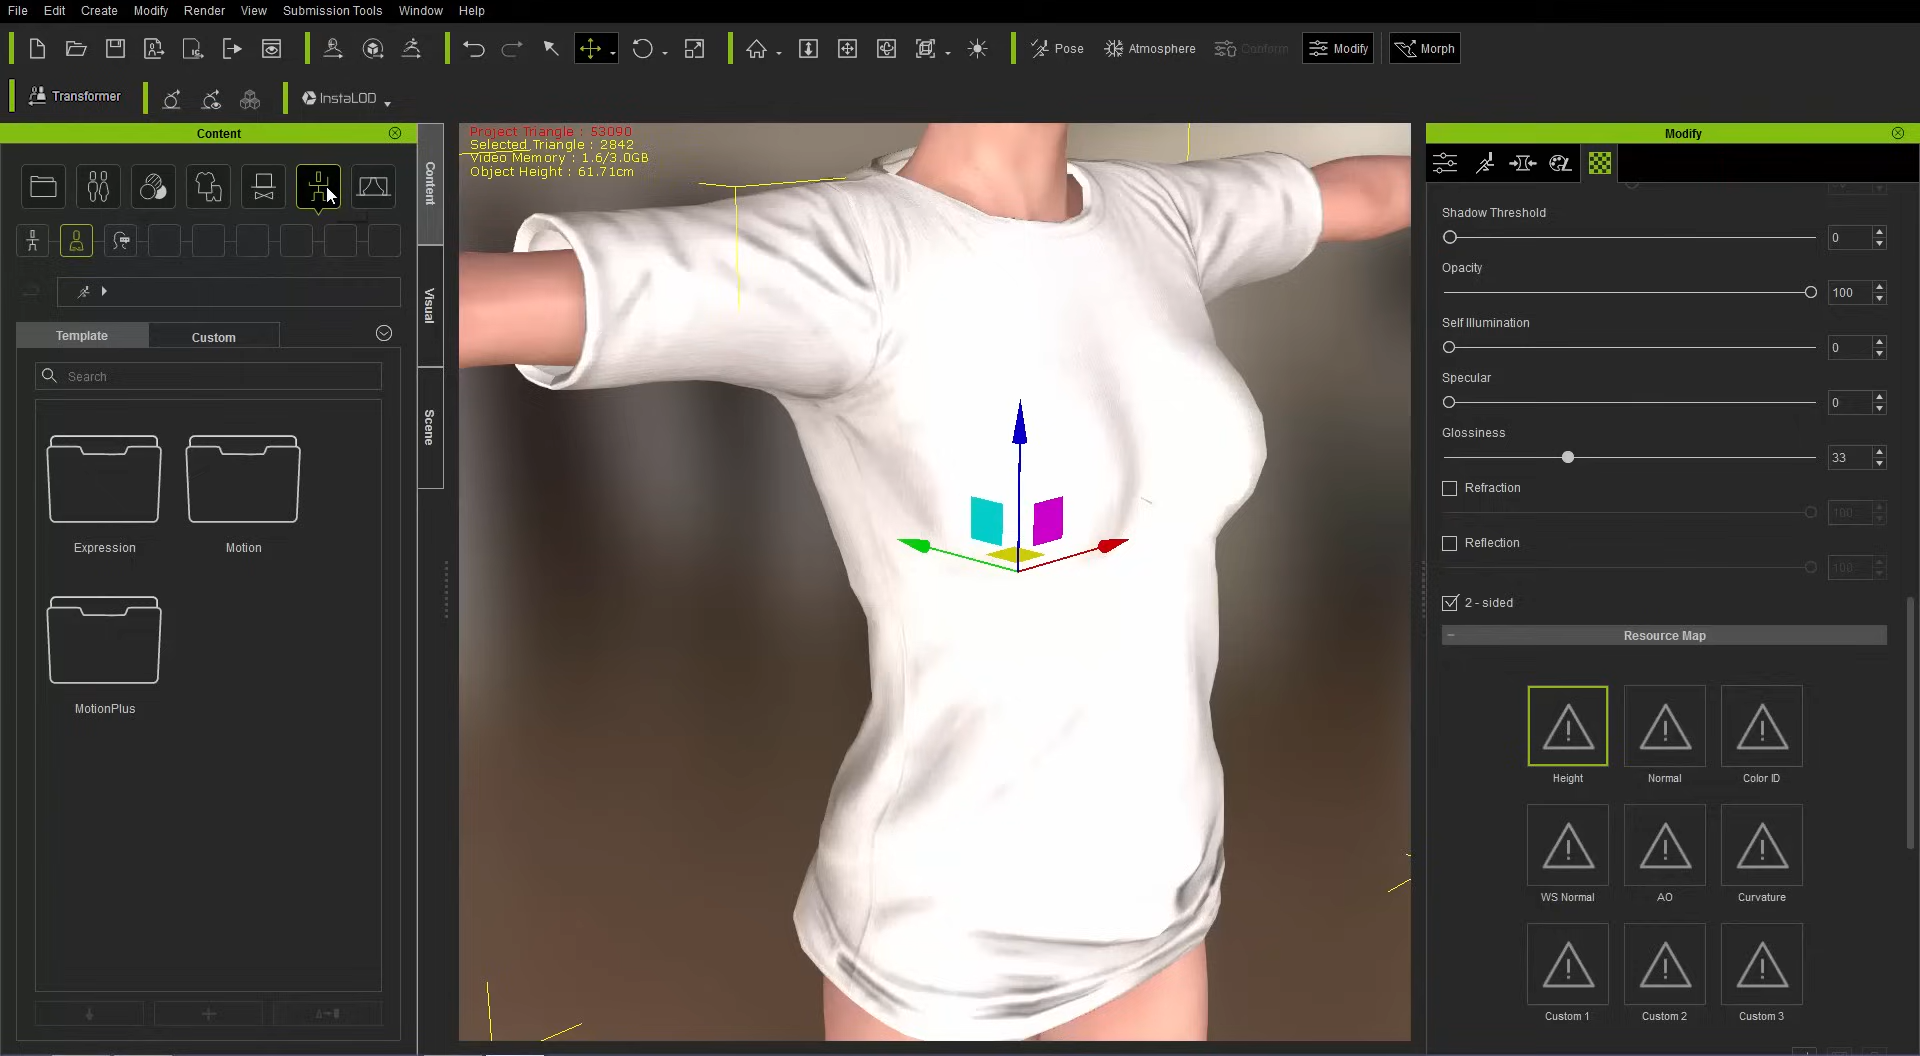 File Edit Create Modify Render View Submission Tools Window Help
Pose Atmosphere Conform Modify Morph
Transformer InstaLOD
Content
Content
Visual
Scene
Template Custom
Search
Expression Motion
MotionPlus
Project Triangle : 53090
Selected Triangle : 2842
Video Memory : 1.6/3.0GB
Object Height : 61.71cm
Modify
Shadow Threshold
0
Opacity
100
Self Illumination
0
Specular
0
Glossiness
33
Refraction
100
Reflection
100
2 - sided
Resource Map
Height Normal Color ID
WS Normal AO Curvature
Custom 1 Custom 2 Custom 3